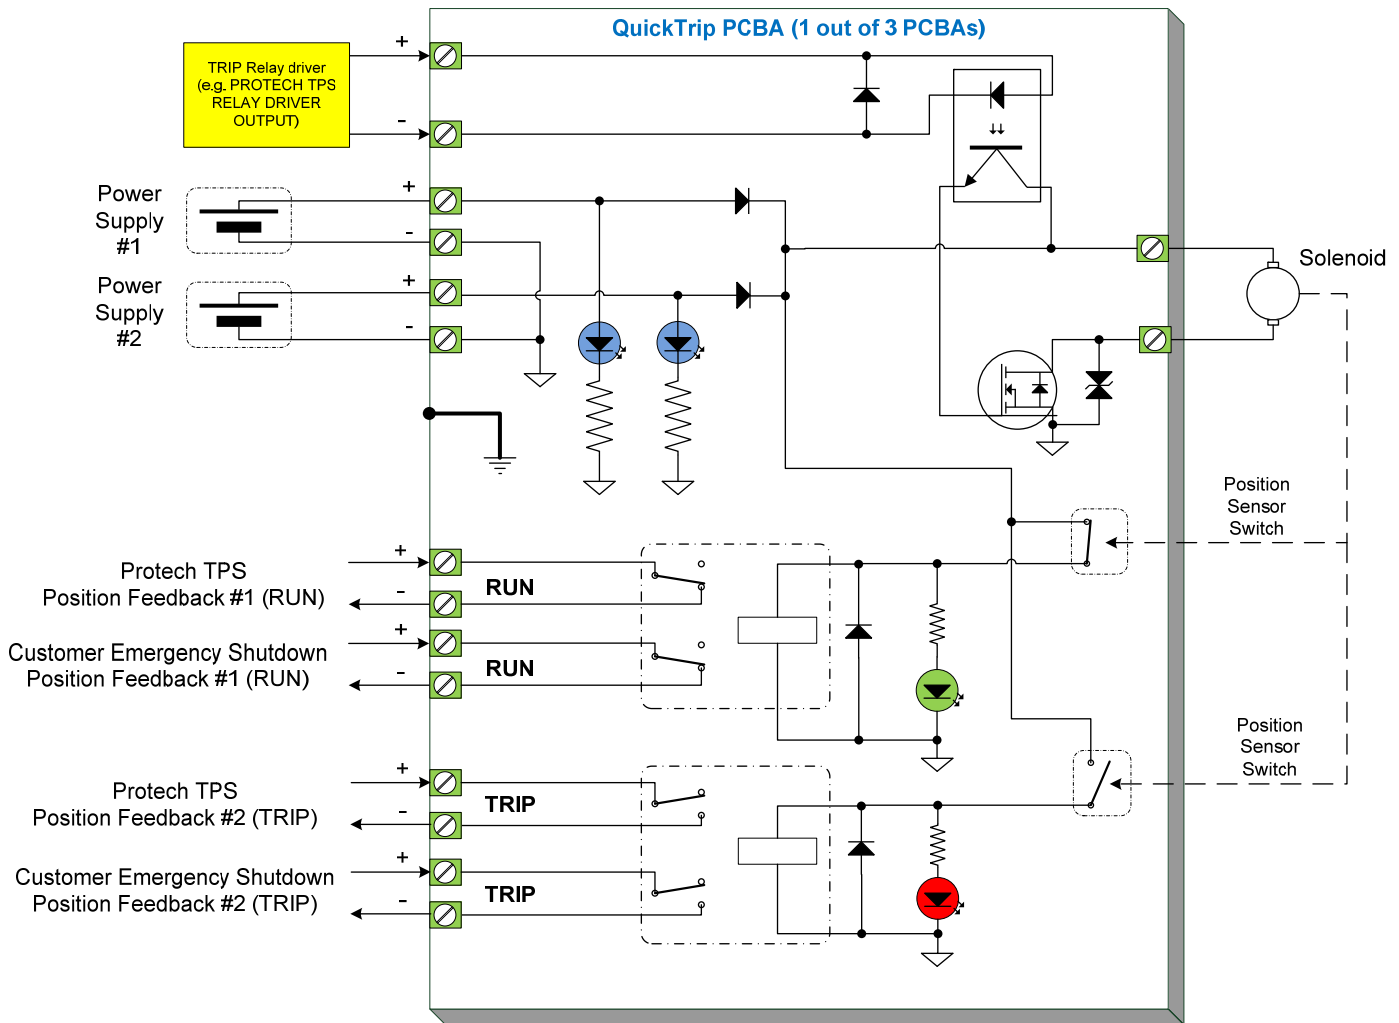 QuickTrip PCBA (1 out of 3 PCBAs)
TRIP Relay driver
(e.g. PROTECH TPS
RELAY DRIVER
OUTPUT)
+
-
Power
Supply
#1
+
-
Power
Supply
#2
+
-
Solenoid
Position
Sensor
Switch
Protech TPS
Position Feedback #1 (RUN)
+
-
RUN
Customer Emergency Shutdown
Position Feedback #1 (RUN)
+
-
RUN
Position
Sensor
Switch
Protech TPS
Position Feedback #2 (TRIP)
+
-
TRIP
Customer Emergency Shutdown
Position Feedback #2 (TRIP)
+
-
TRIP